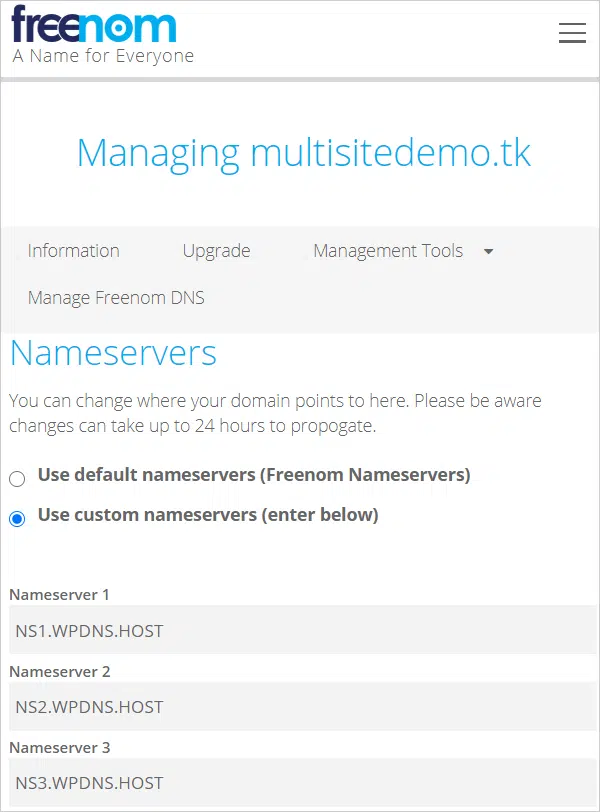 freenom
A Name for Everyone
Managing multisitedemo.tk
Information Upgrade Management Tools
Manage Freenom DNS
Nameservers
You can change where your domain points to here. Please be aware
changes can take up to 24 hours to propogate.
Use default nameservers (Freenom Nameservers)
Use custom nameservers (enter below)
Nameserver 1
NS1.WPDNS.HOST
Nameserver 2
NS2.WPDNS.HOST
Nameserver 3
NS3.WPDNS.HOST